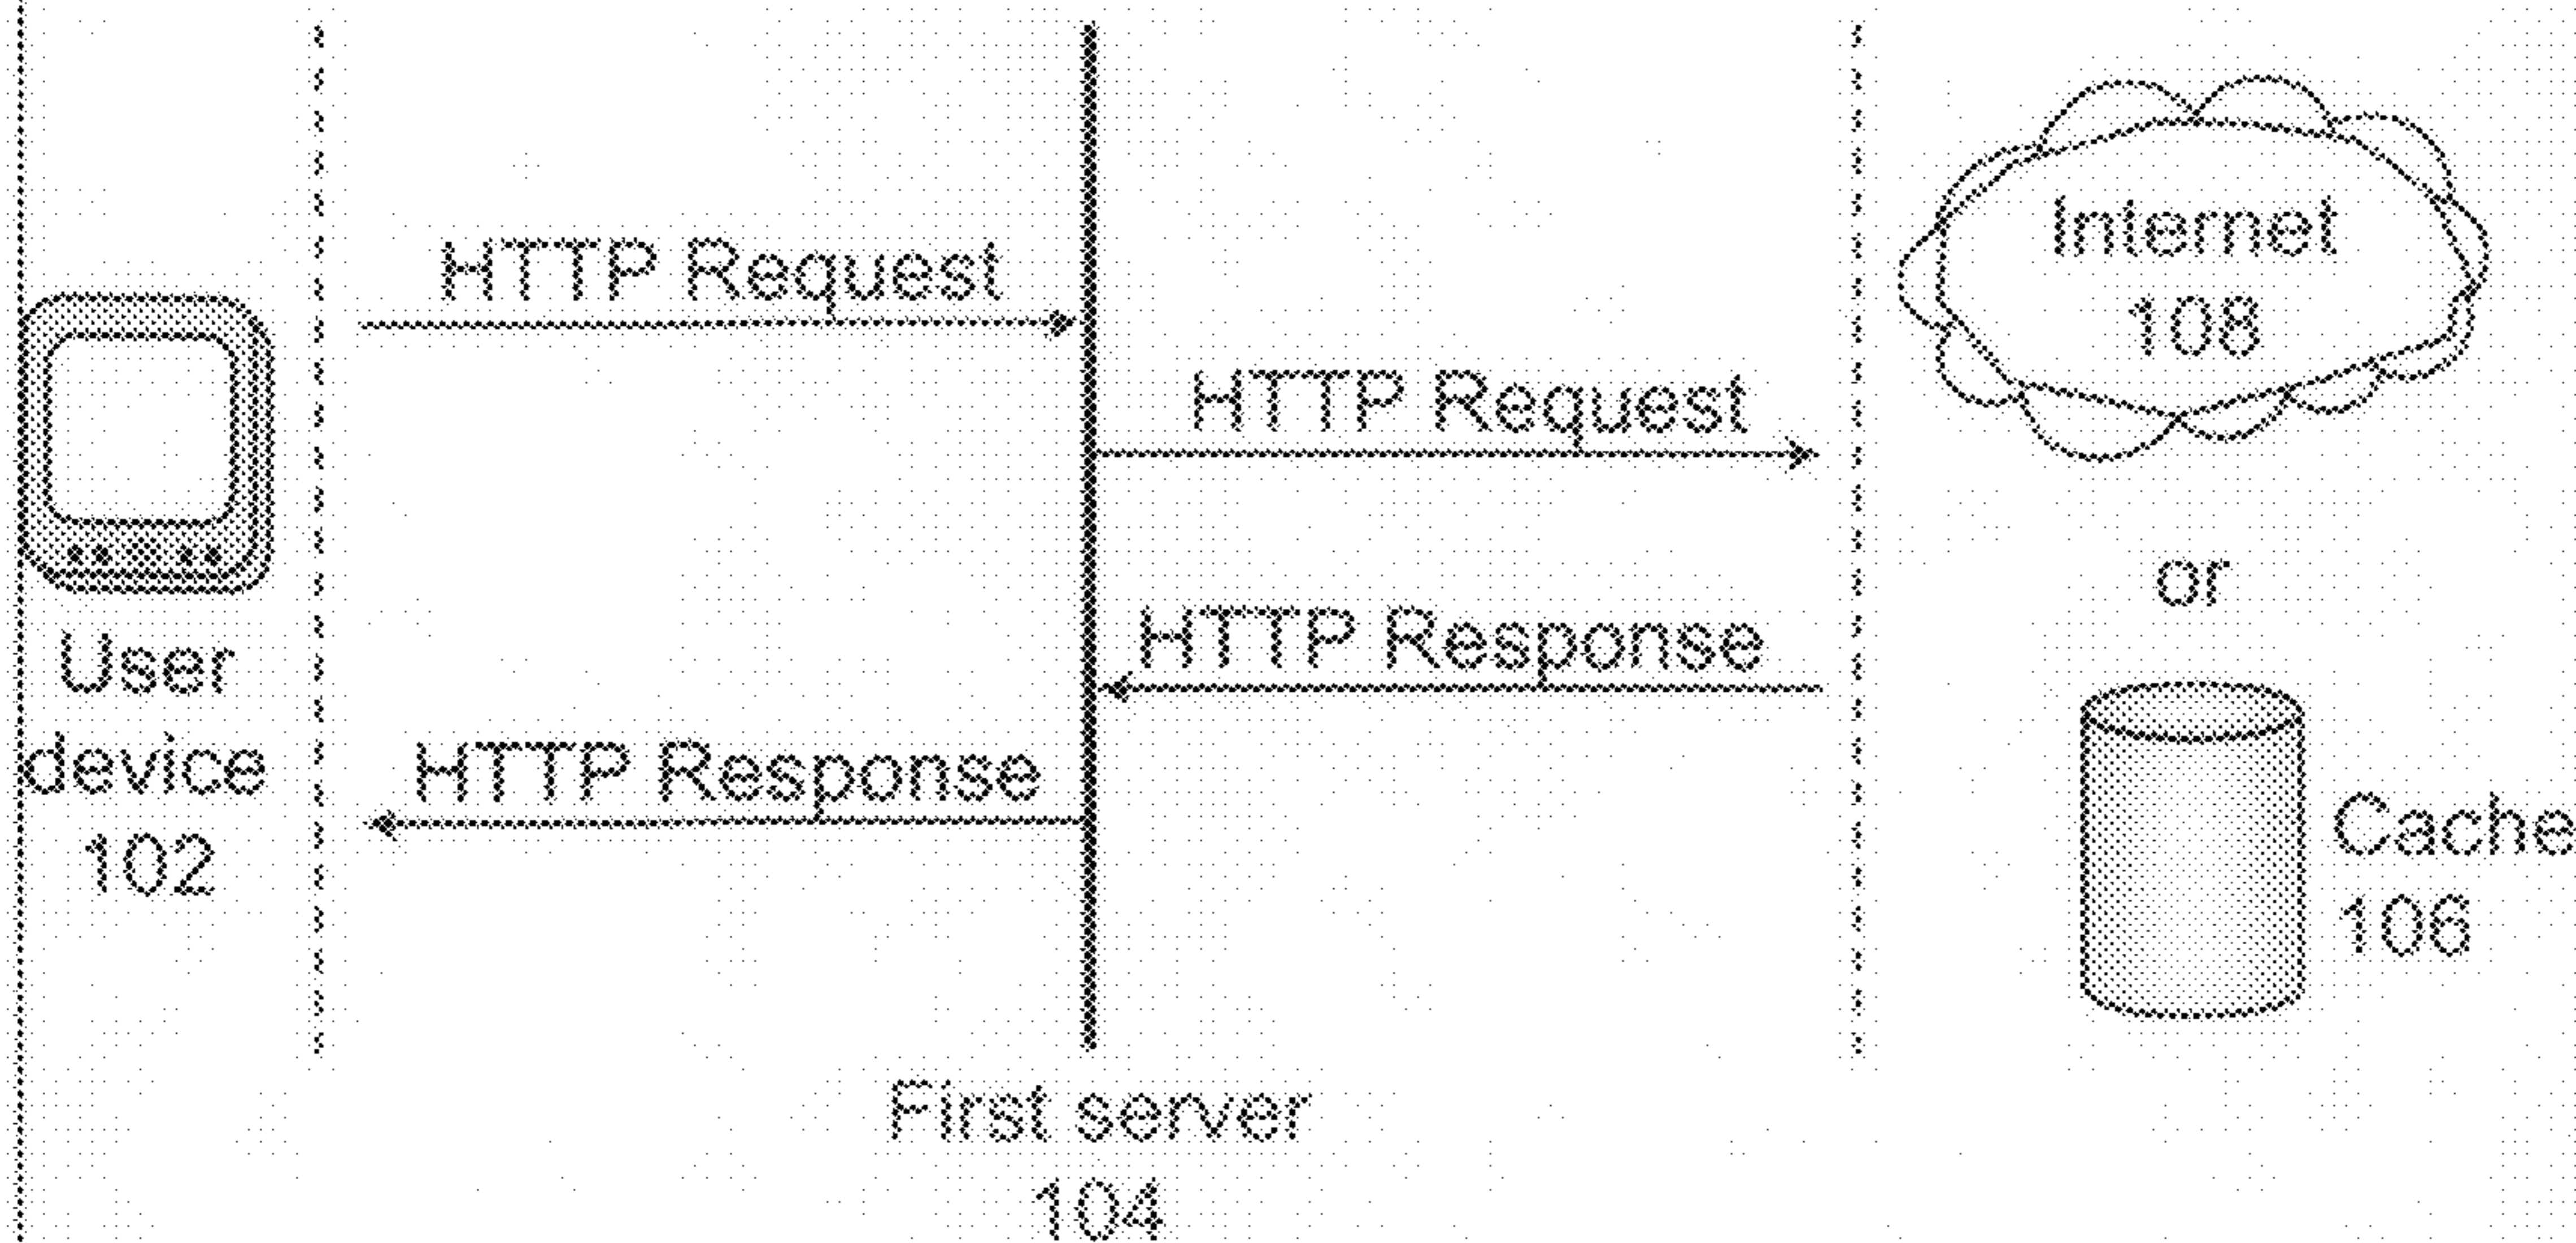 HTTP Request
Internet
108
HTTP Request
or
HTTP Response
User
device
102
HTTP Response
Cache
106
First server
104